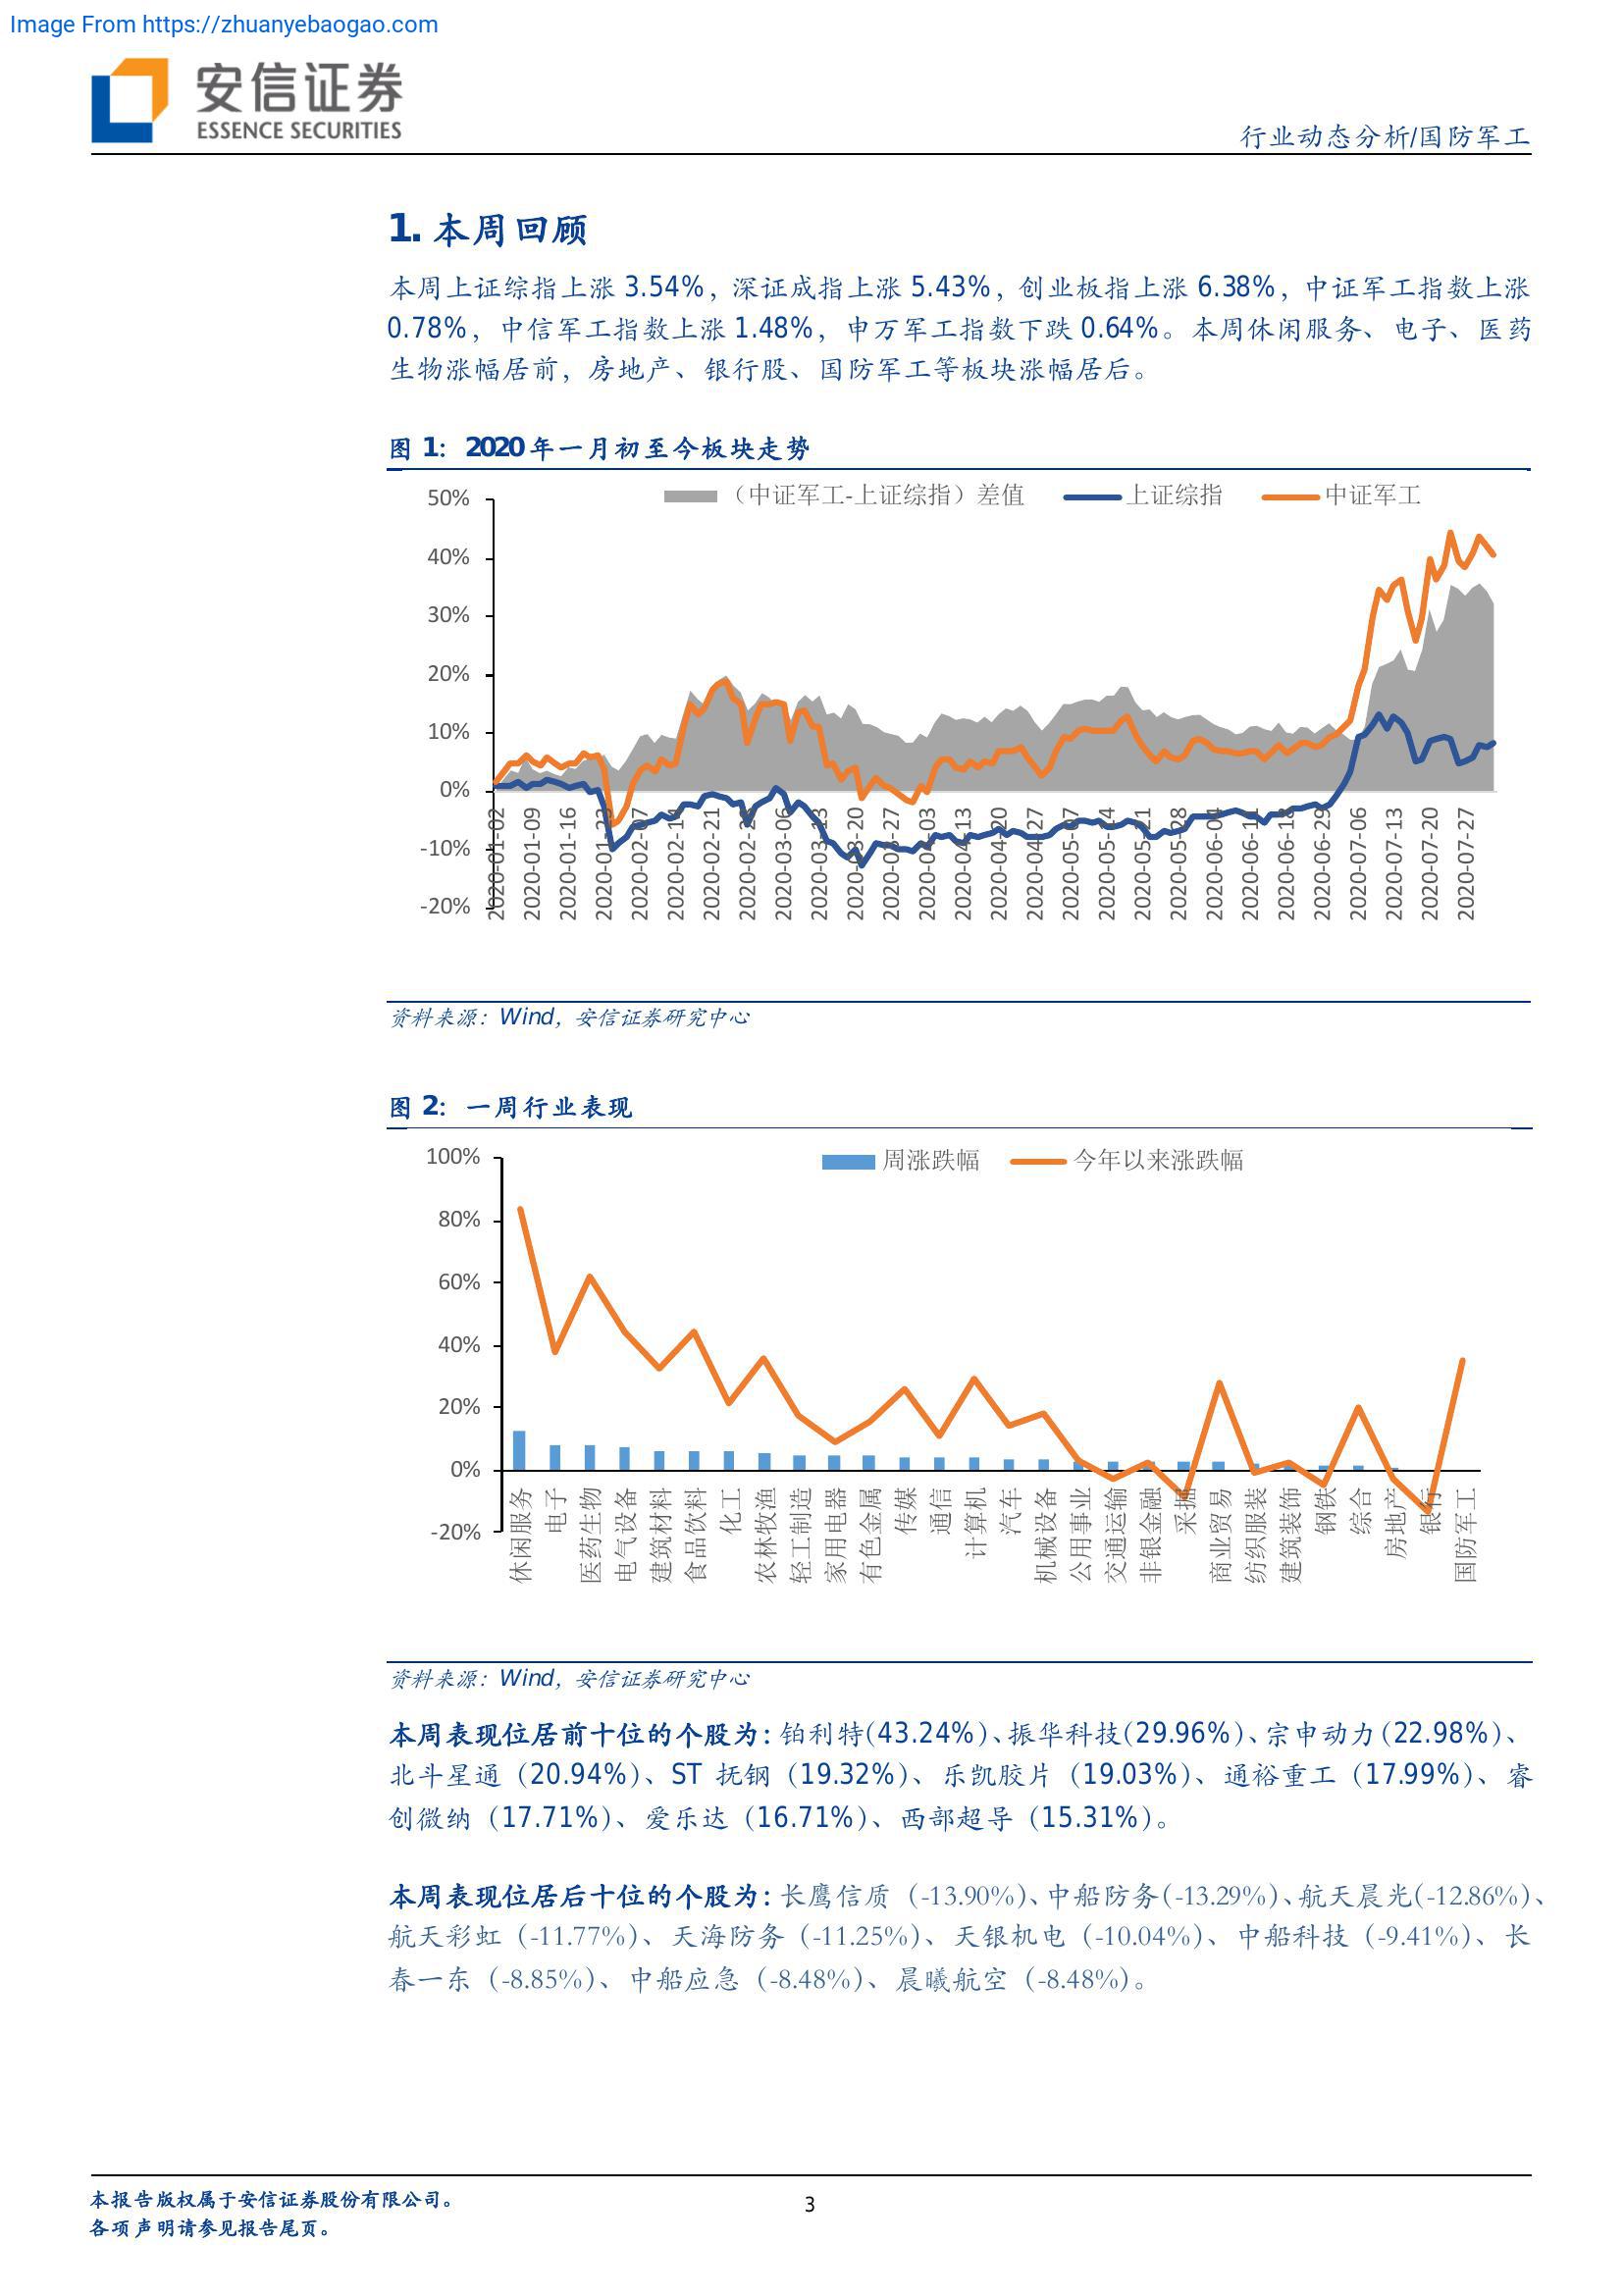 Image From https://zhuanyebaogao.com
安信证券
ESSENCE SECURITIES
行业动态分析/国防军工
1. 本周回顾
本周上证综指上涨 3.54%，深证成指上涨 5.43%，创业板指上涨 6.38%，中证军工指数上涨
0.78%，中信军工指数上涨 1.48%，申万军工指数下跌 0.64%。本周休闲服务、电子、医药
生物涨幅居前，房地产、银行股、国防军工等板块涨幅居后。
图 1：2020 年一月初至今板块走势
（中证军工-上证综指）差值 上证综指 中证军工
50%
40%
30%
20%
10%
0%
-10%
-20%
2020-01-02 2020-01-09 2020-01-16 2020-01-23 2020-02-07 2020-02-14 2020-02-21 2020-02-28 2020-03-06 2020-03-13 2020-03-20 2020-03-27 2020-04-03 2020-04-13 2020-04-20 2020-04-27 2020-05-07 2020-05-14 2020-05-21 2020-05-28 2020-06-04 2020-06-11 2020-06-18 2020-06-29 2020-07-06 2020-07-13 2020-07-20 2020-07-27
资料来源：Wind，安信证券研究中心
图 2：一周行业表现
周涨跌幅 今年以来涨跌幅
100%
80%
60%
40%
20%
0%
-20%
休闲服务 电子 医药生物 电气设备 建筑材料 食品饮料 化工 农林牧渔 轻工制造 家用电器 有色金属 传媒 通信 计算机 汽车 机械设备 公用事业 交通运输 非银金融 采掘 商业贸易 纺织服装 建筑装饰 钢铁 综合 房地产 银行 国防军工
资料来源：Wind，安信证券研究中心
本周表现位居前十位的个股为：铂利特(43.24%)、振华科技(29.96%)、宗申动力(22.98%)、
北斗星通（20.94%）、ST 抚钢（19.32%）、乐凯胶片（19.03%）、通裕重工（17.99%）、睿
创微纳（17.71%）、爱乐达（16.71%）、西部超导（15.31%）。
本周表现位居后十位的个股为：长鹰信质（-13.90%）、中船防务(-13.29%)、航天晨光(-12.86%)、
航天彩虹（-11.77%）、天海防务（-11.25%）、天银机电（-10.04%）、中船科技（-9.41%）、长
春一东（-8.85%）、中船应急（-8.48%）、晨曦航空（-8.48%）。
本报告版权属于安信证券股份有限公司。
3
各项声明请参见报告尾页。